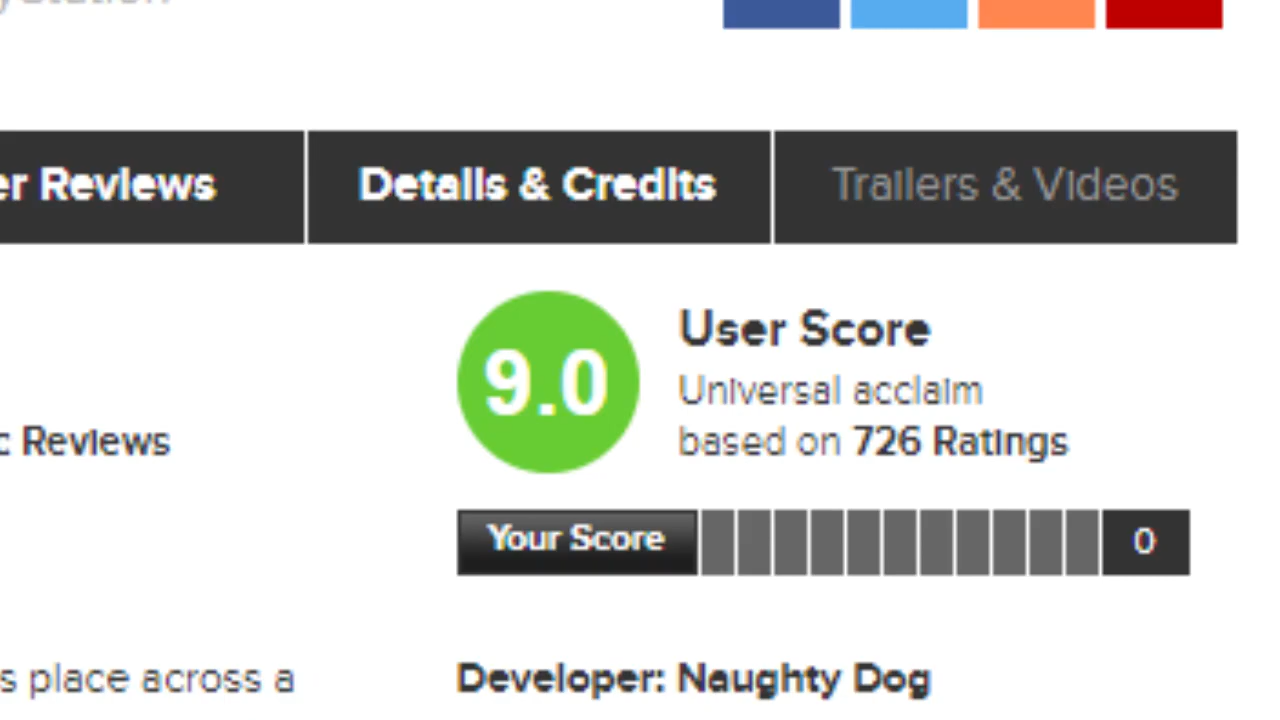 er Reviews Details & Credits Trailers & Videos
9.0 User Score
Universal acclaim
c Reviews based on 726 Ratings
Your Score 0
s place across a Developer: Naughty Dog